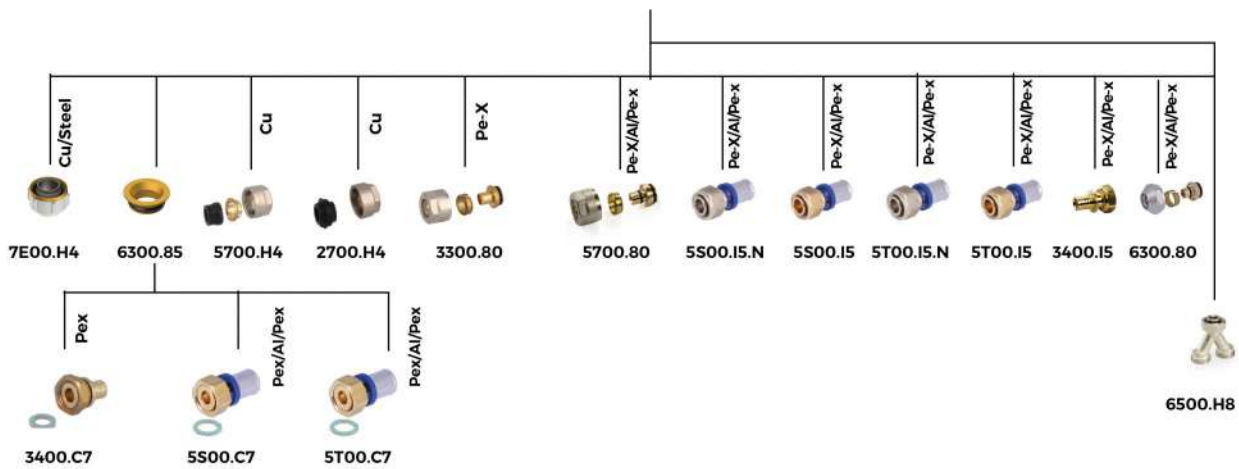 Cu/Steel
Cu
Cu
Pe-X
Pe-X/Al/Pe-x
Pe-X/Al/Pe-x
Pe-X/Al/Pe-x
Pe-X/Al/Pe-x
Pe-X/Al/Pe-x
Pe-X/Al/Pe-x
Pe-X/Al/Pe-x
7E00.H4 6300.85 5700.H4 2700.H4 3300.80 5700.80 5S00.I5.N 5S00.I5 5T00.I5.N 5T00.I5 3400.I5 6300.80
Pex
Pex/Al/Pex
Pex/Al/Pex
6500.H8
3400.C7 5S00.C7 5T00.C7